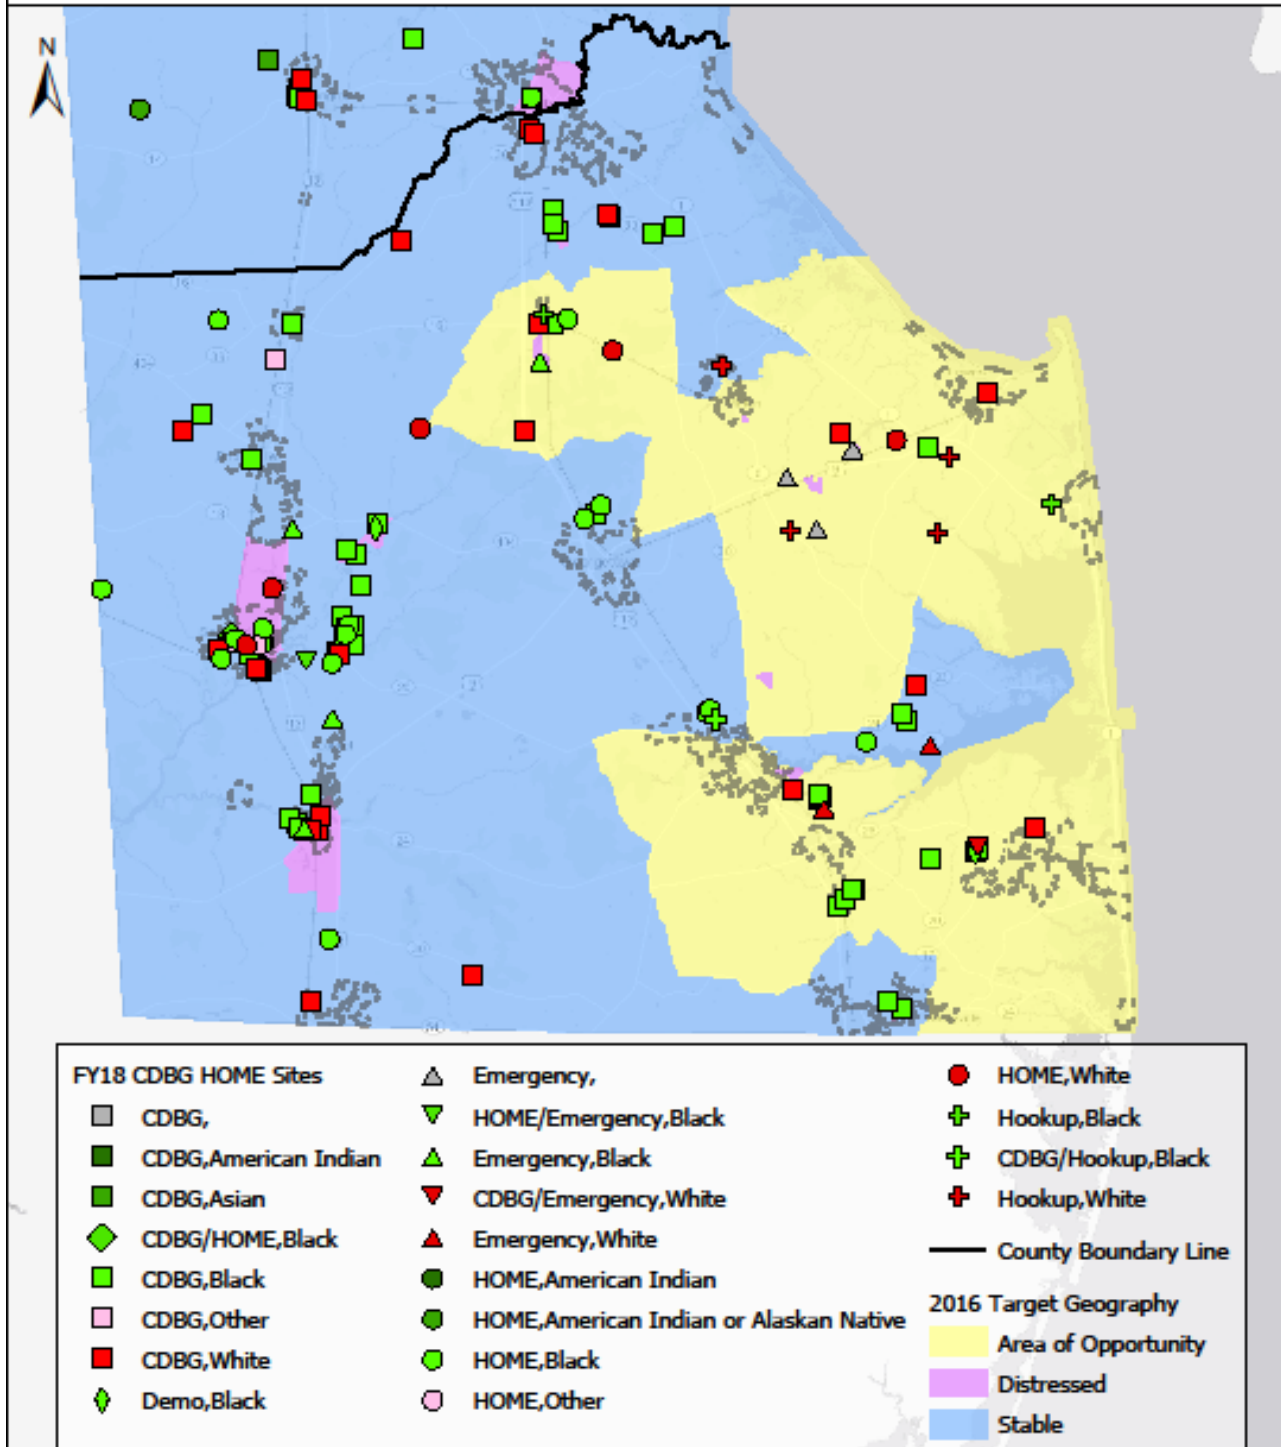 N
FY18 CDBG HOME Sites
CDBG,
CDBG,American Indian
CDBG,Asian
CDBG/HOME,Black
CDBG,Black
CDBG,Other
CDBG,White
Demo,Black
Emergency,
HOME/Emergency,Black
Emergency,Black
CDBG/Emergency,White
Emergency,White
HOME,American Indian
HOME,American Indian or Alaskan Native
HOME,Black
HOME,Other
HOME,White
Hookup,Black
CDBG/Hookup,Black
Hookup,White
County Boundary Line
2016 Target Geography
Area of Opportunity
Distressed
Stable